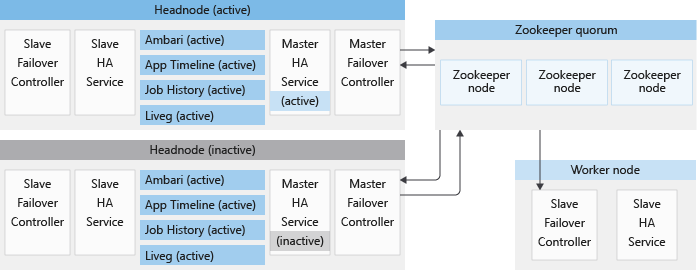 Headnode (active)
Slave
Failover
Controller
Slave
HA
Service
Ambari (active)
App Timeline (active)
Job History (active)
Liveg (active)
Master
HA
Service
(active)
Master
Failover
Controller
Zookeeper quorum
Zookeeper
node
Zookeeper
node
Zookeeper
node
Headnode (inactive)
Slave
Failover
Controller
Slave
HA
Service
Ambari (active)
App Timeline (active)
Job History (active)
Liveg (active)
Master
HA
Service
(inactive)
Master
Failover
Controller
Worker node
Slave
Failover
Controller
Slave
HA
Service